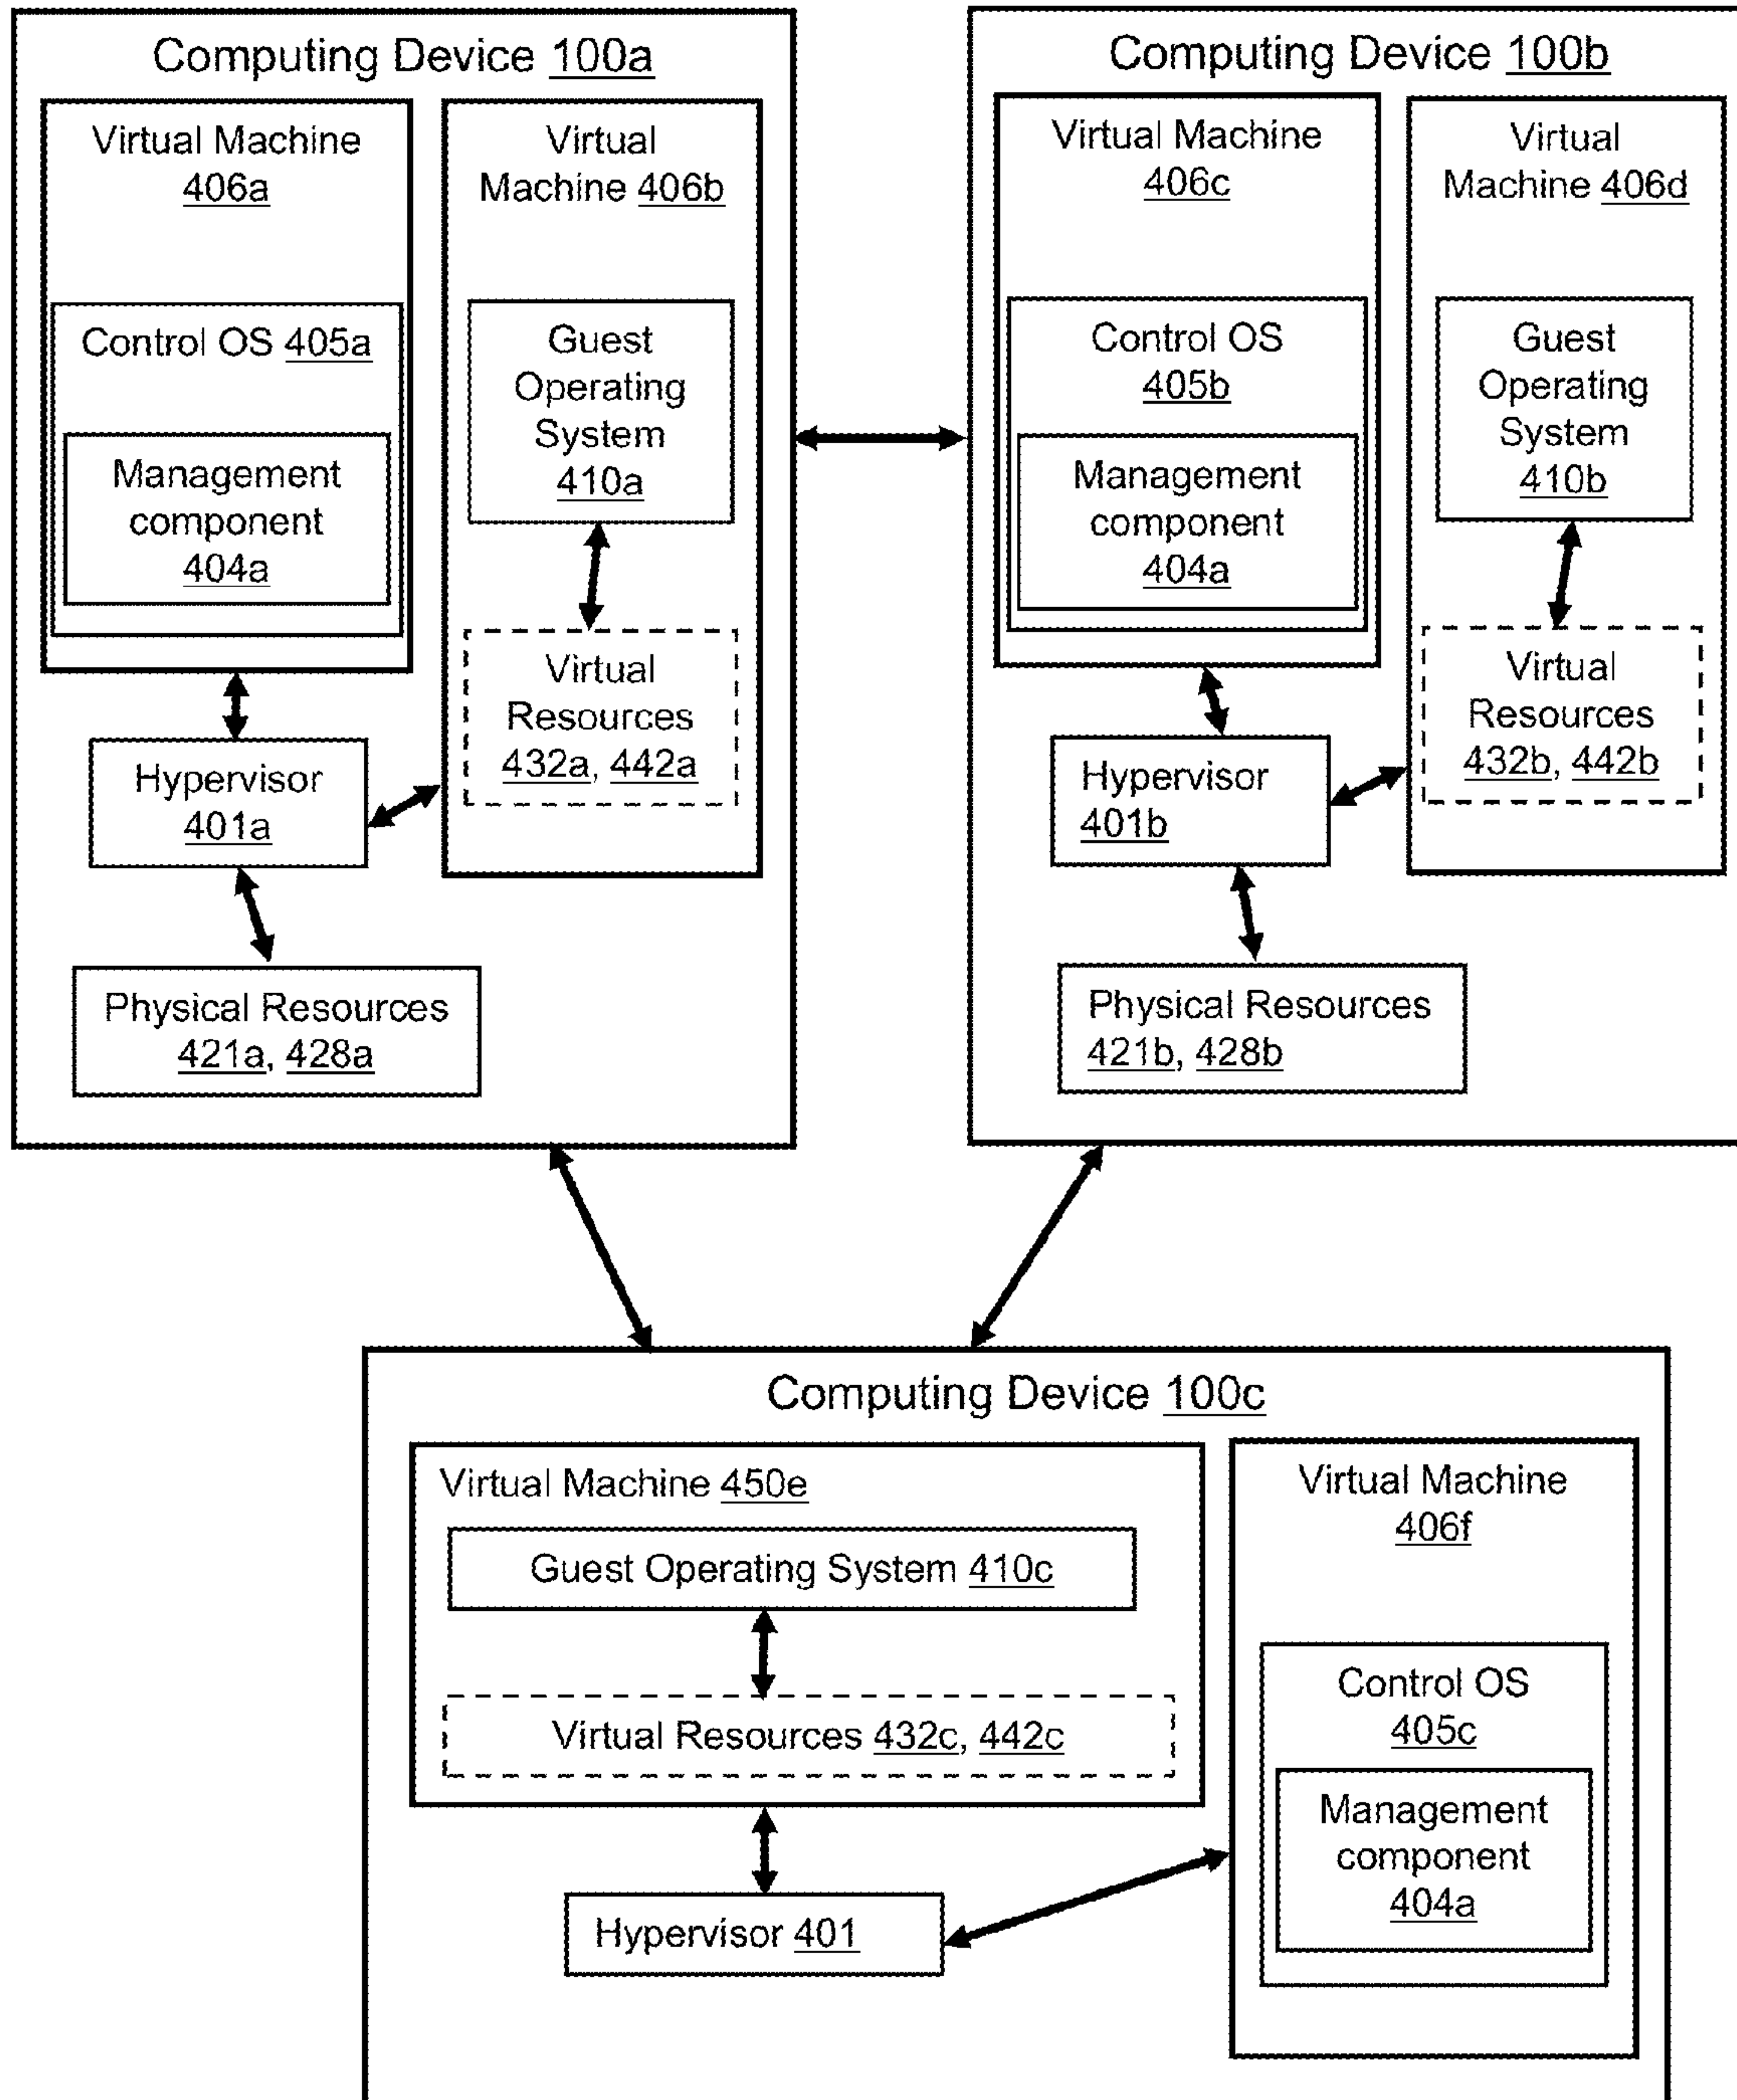 Computing Device 100a
Virtual Machine
406a
Control OS 405a
Management
component
404a
Virtual
Machine 406b
Guest
Operating
System
410a
Virtual
Resources
432a, 442a
Hypervisor
401a
Physical Resources
421a, 428a
Computing Device 100b
Virtual Machine
406c
Control OS
405b
Management
component
404a
Virtual
Machine 406d
Guest
Operating
System
410b
Virtual
Resources
432b, 442b
Hypervisor
401b
Physical Resources
421b, 428b
Computing Device 100c
Virtual Machine 450e
Guest Operating System 410c
Virtual Resources 432c, 442c
Hypervisor 401
Virtual Machine
406f
Control OS
405c
Management
component
404a